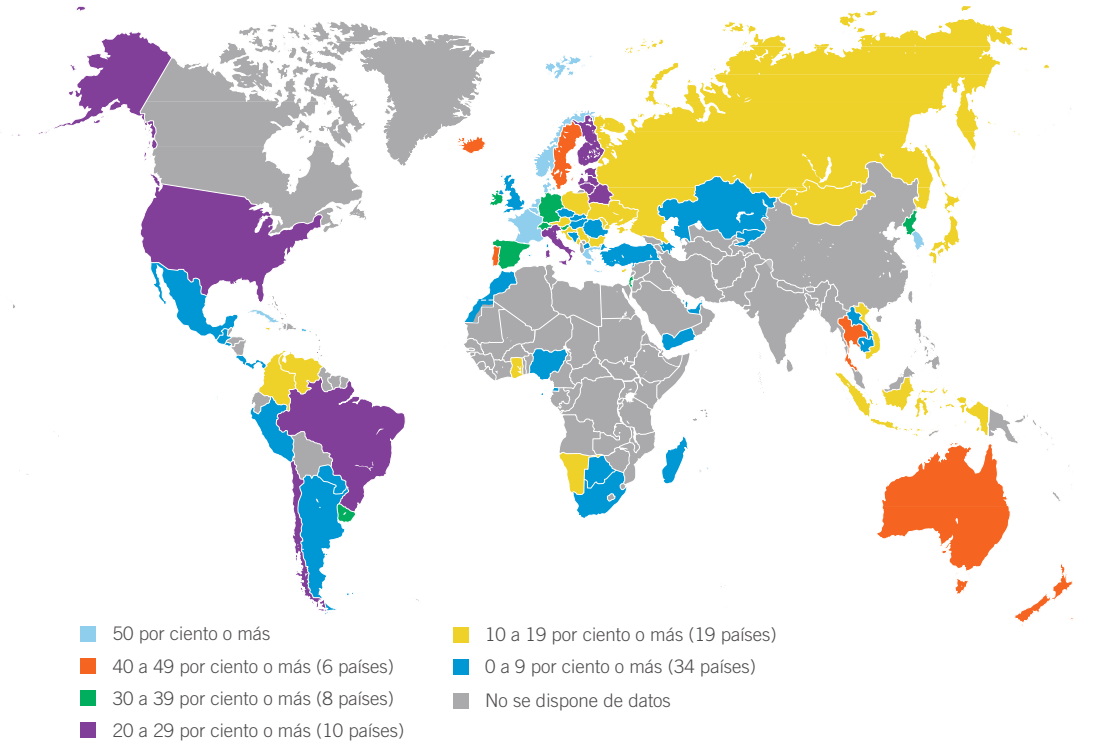 50 por ciento o más
40 a 49 por ciento o más (6 países)
30 a 39 por ciento o más (8 países)
20 a 29 por ciento o más (10 países)
10 a 19 por ciento o más (19 países)
0 a 9 por ciento o más (34 países)
No se dispone de datos